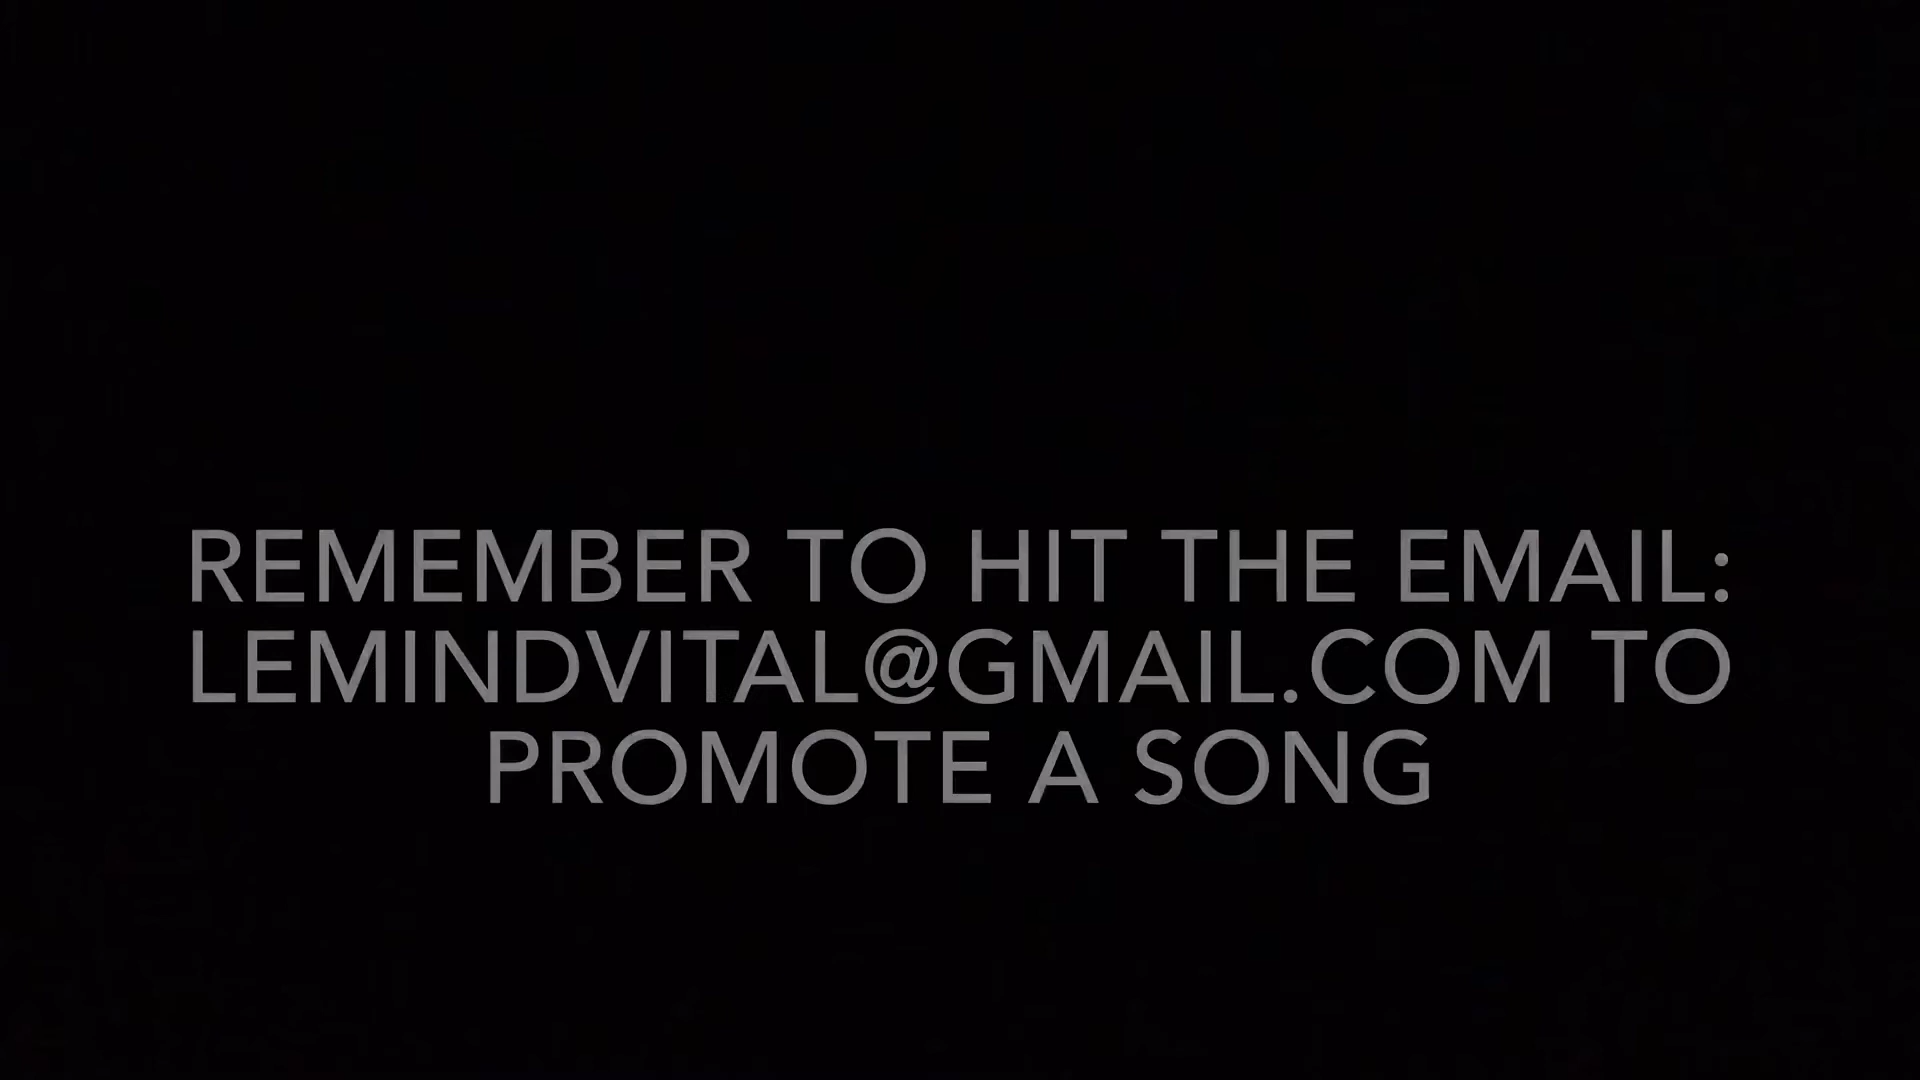 REMEMBER TO HIT THE EMAIL:
LEMINDVITAL@GMAIL.COM TO
PROMOTE A SONG